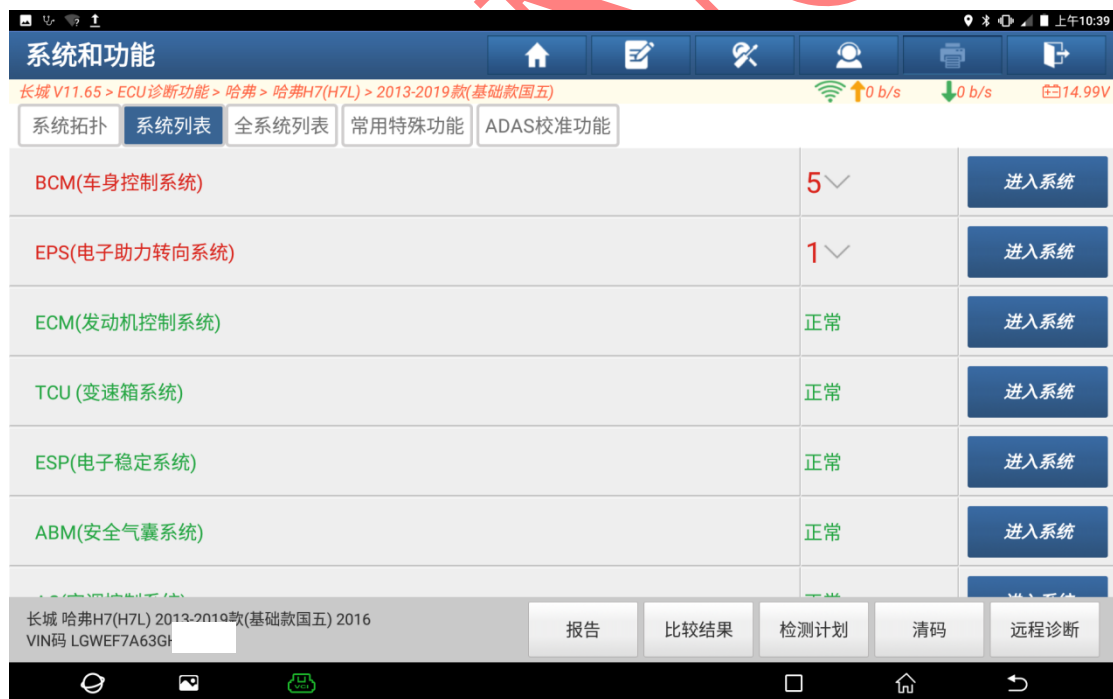 上午10:39
系统和功能
长城 V11.65 > ECU诊断功能 > 哈弗 > 哈弗H7(H7L) > 2013-2019款(基础款国五)
0 b/s
0 b/s
14.99V
系统拓扑
系统列表
全系统列表
常用特殊功能
ADAS校准功能
BCM(车身控制系统)
5
进入系统
EPS(电子助力转向系统)
1
进入系统
ECM(发动机控制系统)
正常
进入系统
TCU (变速箱系统)
正常
进入系统
ESP(电子稳定系统)
正常
进入系统
ABM(安全气囊系统)
正常
进入系统
长城 哈弗H7(H7L) 2013-2019款(基础款国五) 2016
VIN码 LGWEF7A63G
报告
比较结果
检测计划
清码
远程诊断
VCI